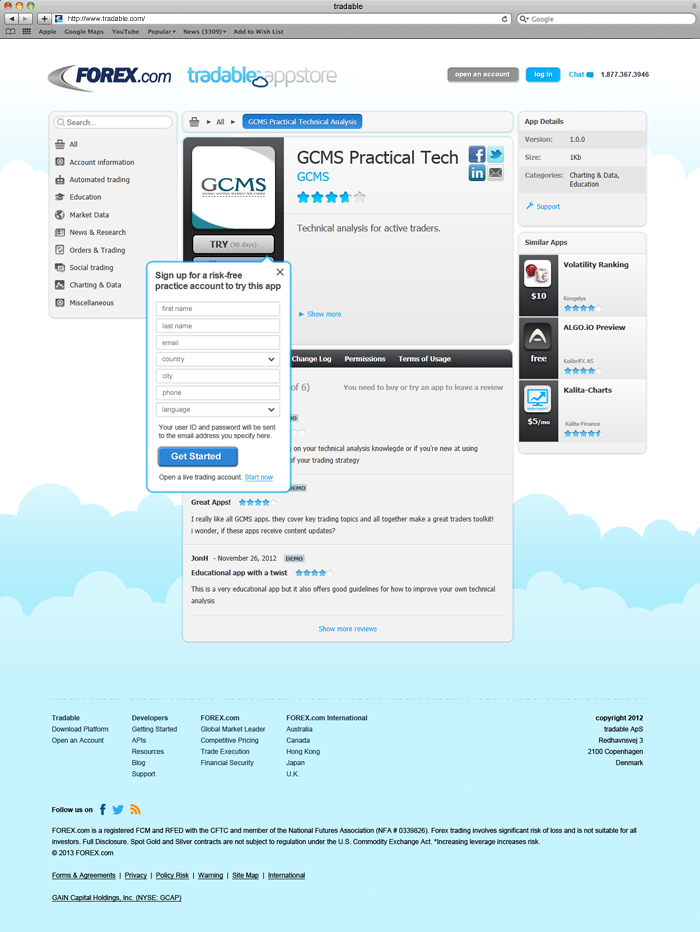 tradable
http://www.tradable.com/
Google
Apple Google Maps YouTube Popular News (3309) Add to Wish List
FOREX.com tradable appstore
open an account log in Chat 1.877.367.3946
Search...
All
Account information
Automated trading
Education
Market Data
News & Research
Orders & Trading
Social trading
Charting & Data
Miscellaneous
All GCMS Practical Technical Analysis
GCMS
GLOBAL CAPITAL MARKET SOLUTIONS
TRY (90 days)
GCMS Practical Tech
GCMS
Technical analysis for active traders.
Show more
Sign up for a risk-free
practice account to try this app
first name
last name
email
country
city
phone
language
Your user ID and password will be sent
to the email address you specify here.
Get Started
Open a live trading account. Start now
Change Log Permissions Terms of Usage
of 6) You need to buy or try an app to leave a review
on your technical analysis knowlegde or if you're new at using
of your trading strategy
DEMO
Great Apps!
I really like all GCMS apps. they cover key trading topics and all together make a great traders toolkit!
i wonder, if these apps receive content updates?
JonH - November 26, 2012 DEMO
Educational app with a twist
This is a very educational app but it also offers good guidelines for how to improve your own technical
analysis
Show more reviews
App Details
Version: 1.0.0
Size: 1Kb
Categories: Charting & Data,
Education
Support
Similar Apps
Volatility Ranking
$10
Kongelys
ALGO.iO Preview
free
KolibriFX AS
Kalita-Charts
$5/mo
Kalita-Finance
Tradable
Download Platform
Open an Account
Developers
Getting Started
APIs
Resources
Blog
Support
FOREX.com
Global Market Leader
Competitive Pricing
Trade Execution
Financial Security
FOREX.com International
Australia
Canada
Hong Kong
Japan
U.K.
copyright 2012
tradable ApS
Redhavnsvej 3
2100 Copenhagen
Denmark
Follow us on
FOREX.com is a registered FCM and RFED with the CFTC and member of the National Futures Association (NFA # 0339826). Forex trading involves significant risk of loss and is not suitable for all
investors. Full Disclosure. Spot Gold and Silver contracts are not subject to regulation under the U.S. Commodity Exchange Act. *Increasing leverage increases risk.
© 2013 FOREX.com
Forms & Agreements | Privacy | Policy Risk | Warning | Site Map | International
GAIN Capital Holdings, Inc. (NYSE: GCAP)